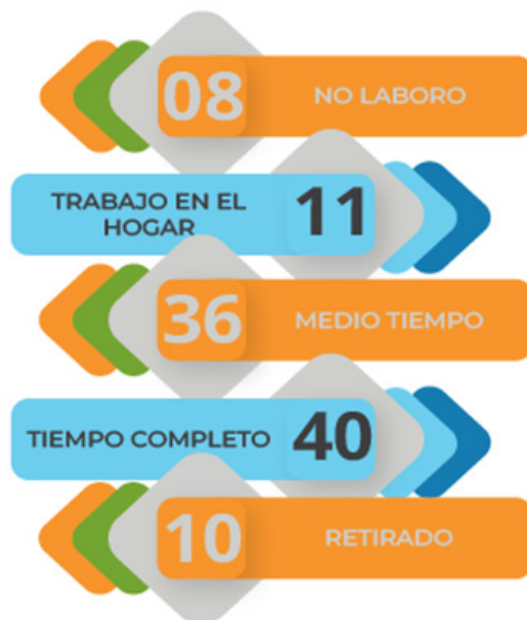 08 NO LABORO
TRABAJO EN EL
HOGAR
11
36 MEDIO TIEMPO
TIEMPO COMPLETO 40
10 RETIRADO